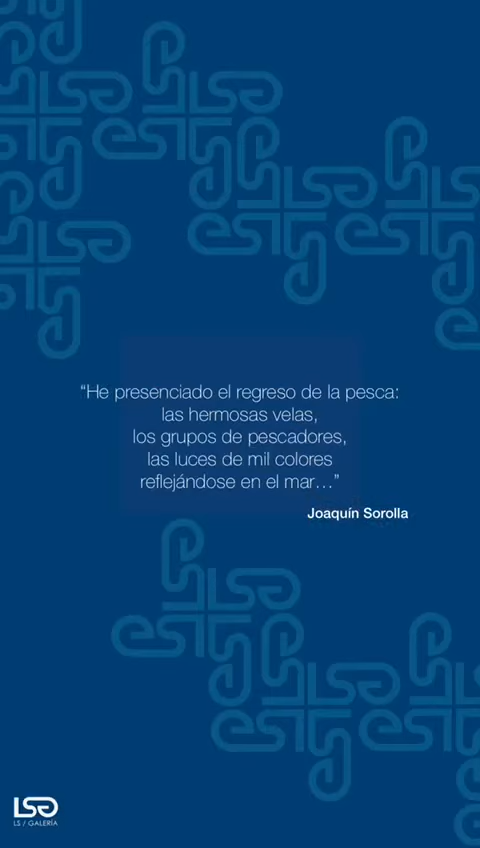 “He presenciado el regreso de la pesca:
las hermosas velas,
los grupos de pescadores,
las luces de mil colores
reflejándose en el mar…”
Joaquín Sorolla
LSG
LS / GALERÍA